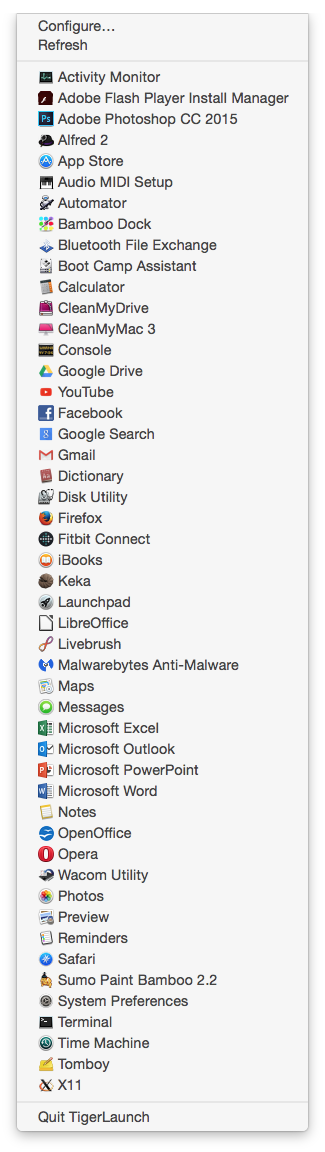 Configure…
Refresh
Activity Monitor
Adobe Flash Player Install Manager
Adobe Photoshop CC 2015
Alfred 2
App Store
Audio MIDI Setup
Automator
Bamboo Dock
Bluetooth File Exchange
Boot Camp Assistant
Calculator
CleanMyDrive
CleanMyMac 3
Console
Google Drive
YouTube
Facebook
Google Search
Gmail
Dictionary
Disk Utility
Firefox
Fitbit Connect
iBooks
Keka
Launchpad
LibreOffice
Livebrush
Malwarebytes Anti-Malware
Maps
Messages
Microsoft Excel
Microsoft Outlook
Microsoft PowerPoint
Microsoft Word
Notes
OpenOffice
Opera
Wacom Utility
Photos
Preview
Reminders
Safari
Sumo Paint Bamboo 2.2
System Preferences
Terminal
Time Machine
Tomboy
X11
Quit TigerLaunch